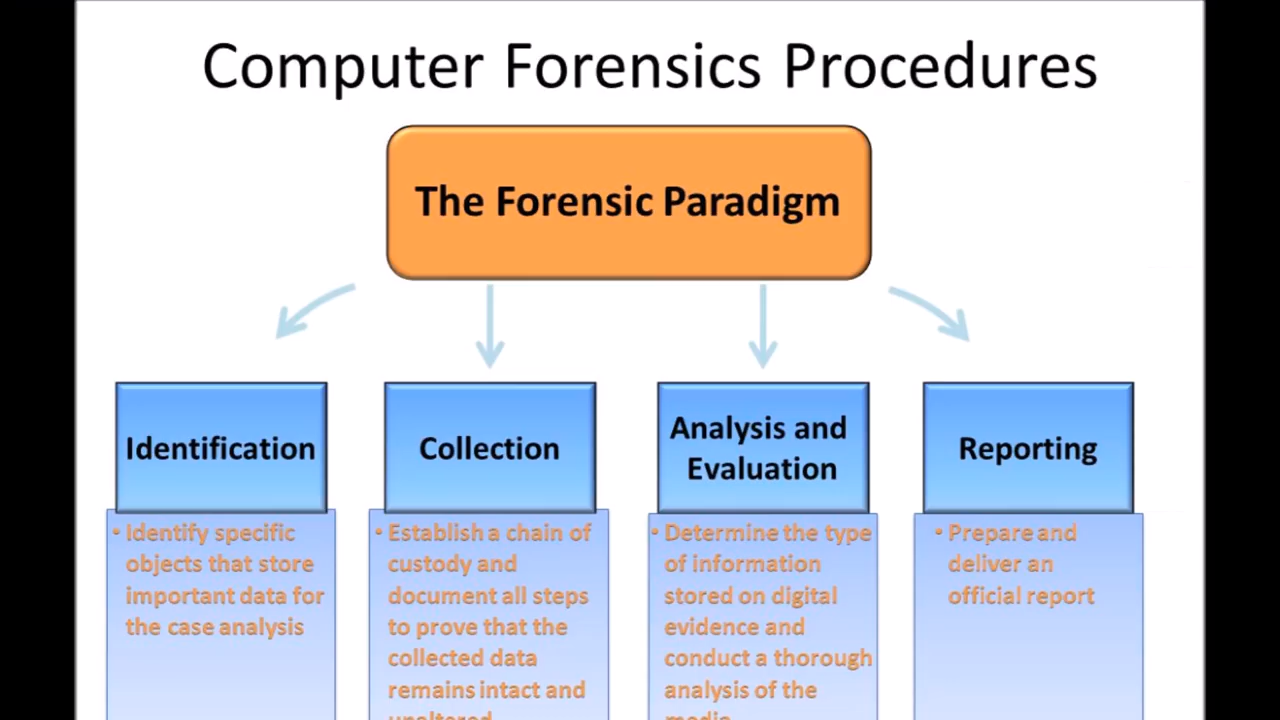 Computer Forensics Procedures
The Forensic Paradigm
Identification
• Identify specific
objects that store
important data for
the case analysis
Collection
• Establish a chain of
custody and
document all steps
to prove that the
collected data
remains intact and
unaltered
Analysis and
Evaluation
• Determine the type
of information
stored on digital
evidence and
conduct a thorough
analysis of the
media
Reporting
• Prepare and
deliver an
official report